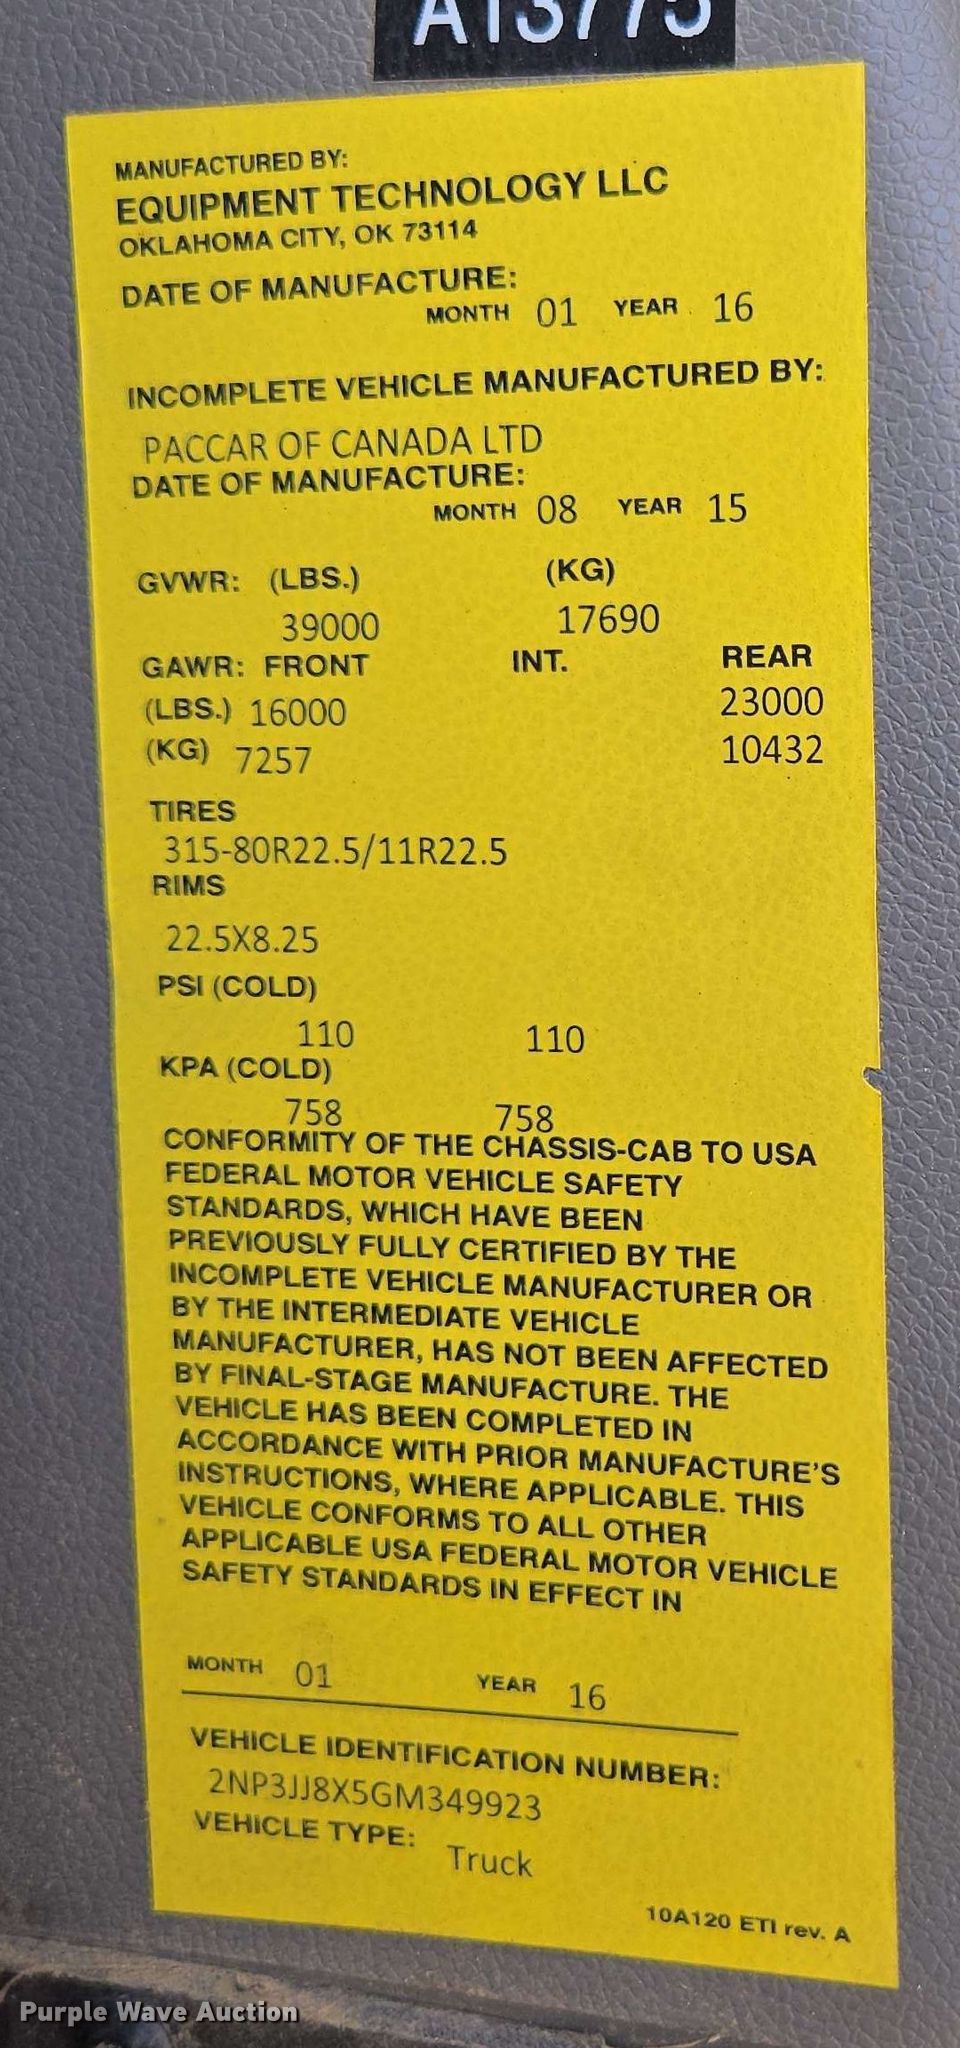 A13775
MANUFACTURED BY:
EQUIPMENT TECHNOLOGY LLC
OKLAHOMA CITY, OK 73114
DATE OF MANUFACTURE:
MONTH 01 YEAR 16
INCOMPLETE VEHICLE MANUFACTURED BY:
PACCAR OF CANADA LTD
DATE OF MANUFACTURE:
MONTH 08 YEAR 15
GVWR: (LBS.) (KG)
39000 17690
GAWR: FRONT INT. REAR
(LBS.) 16000 23000
(KG) 7257 10432
TIRES
315-80R22.5/11R22.5
RIMS
22.5X8.25
PSI (COLD)
110 110
KPA (COLD)
758 758
CONFORMITY OF THE CHASSIS-CAB TO USA
FEDERAL MOTOR VEHICLE SAFETY
STANDARDS, WHICH HAVE BEEN
PREVIOUSLY FULLY CERTIFIED BY THE
INCOMPLETE VEHICLE MANUFACTURER OR
BY THE INTERMEDIATE VEHICLE
MANUFACTURER, HAS NOT BEEN AFFECTED
BY FINAL-STAGE MANUFACTURE. THE
VEHICLE HAS BEEN COMPLETED IN
ACCORDANCE WITH PRIOR MANUFACTURE'S
INSTRUCTIONS, WHERE APPLICABLE. THIS
VEHICLE CONFORMS TO ALL OTHER
APPLICABLE USA FEDERAL MOTOR VEHICLE
SAFETY STANDARDS IN EFFECT IN
MONTH 01 YEAR 16
VEHICLE IDENTIFICATION NUMBER:
2NP3JJ8X5GM349923
VEHICLE TYPE:
Truck
10A120 ETI rev. A
Purple Wave Auction